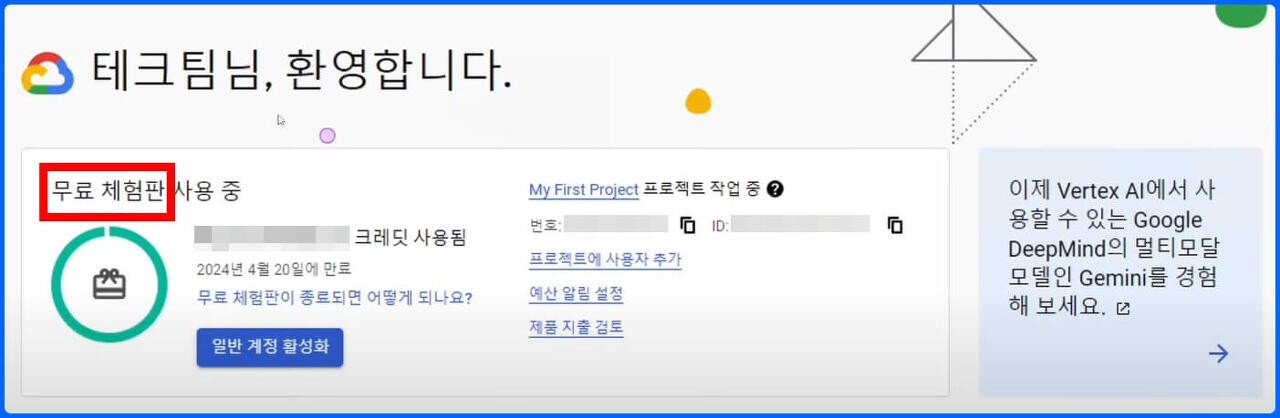 테크팀님, 환영합니다.
무료 체험판 사용 중
크레딧 사용됨
2024년 4월 20일에 만료
무료 체험판이 종료되면 어떻게 되나요?
일반 계정 활성화
My First Project 프로젝트 작업 중
번호: ID:
프로젝트에 사용자 추가
예산 알림 설정
제품 지출 검토
이제 Vertex AI에서 사
용할 수 있는 Google
DeepMind의 멀티모달
모델인 Gemini를 경험
해 보세요.